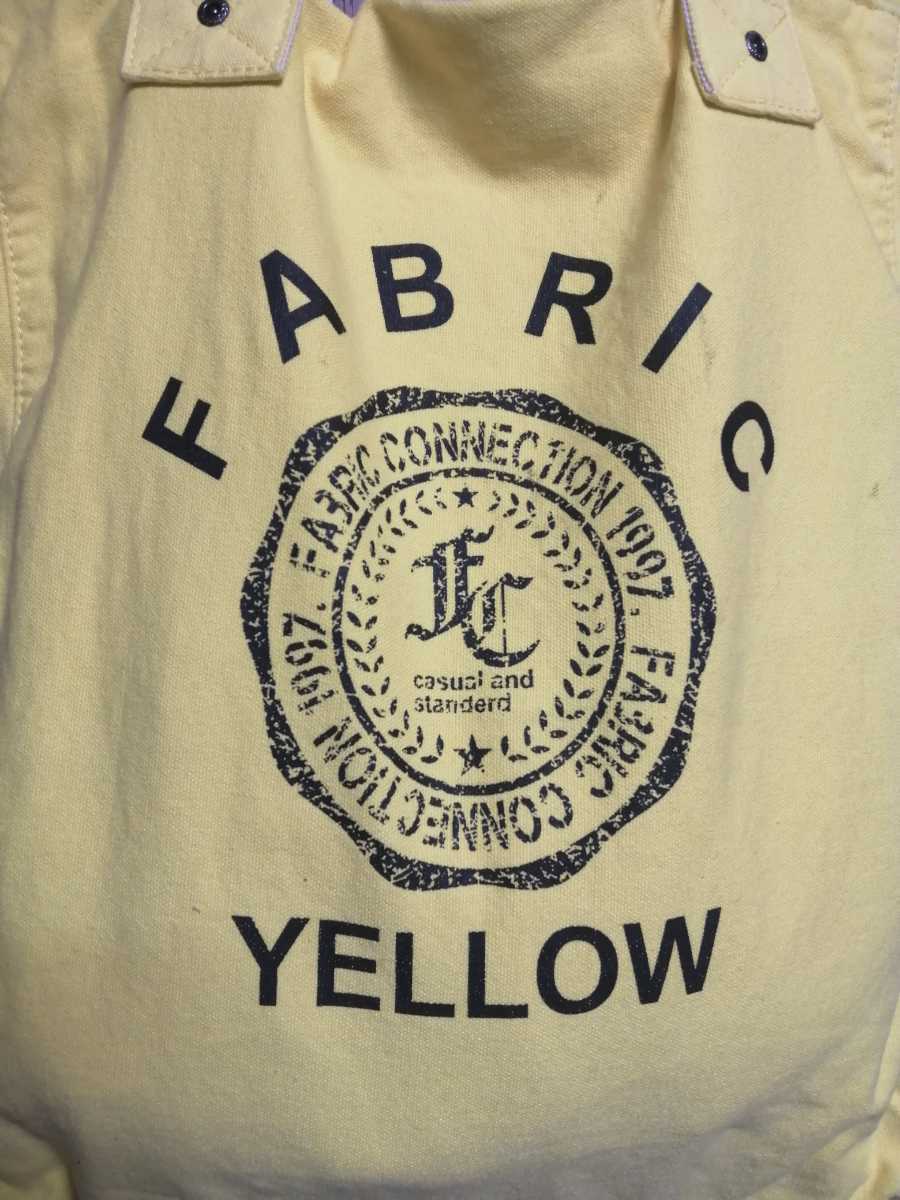 FABRIC
FABRIC CONNECTION 1997. FABRIC CONNECTION 1997.
FC
casual and
standerd
YELLOW